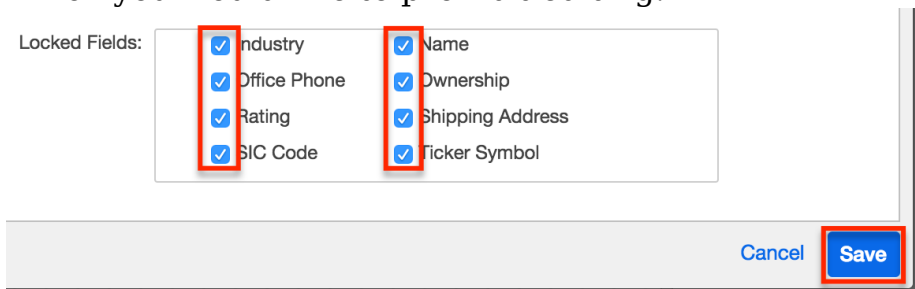 Locked Fields:
Industry Name
Office Phone Ownership
Rating Shipping Address
SIC Code Ticker Symbol
Cancel Save